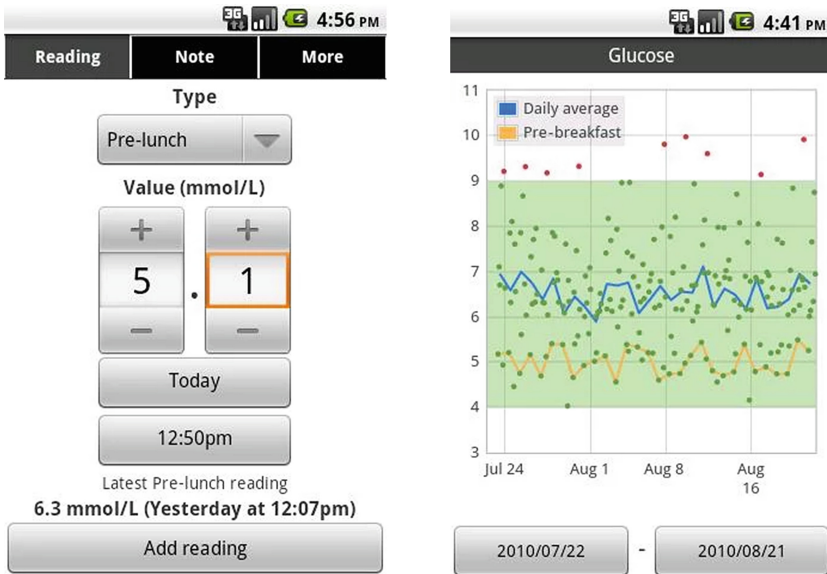 3G 4:56 PM
Reading Note More
Type
Pre-lunch
Value (mmol/L)
+ +
5 . 1
− −
Today
12:50pm
Latest Pre-lunch reading
6.3 mmol/L (Yesterday at 12:07pm)
Add reading
3G 4:41 PM
Glucose
11
Daily average
10
Pre-breakfast
9
8
7
6
5
4
3
Jul 24 Aug 1 Aug 8 Aug
16
2010/07/22 - 2010/08/21